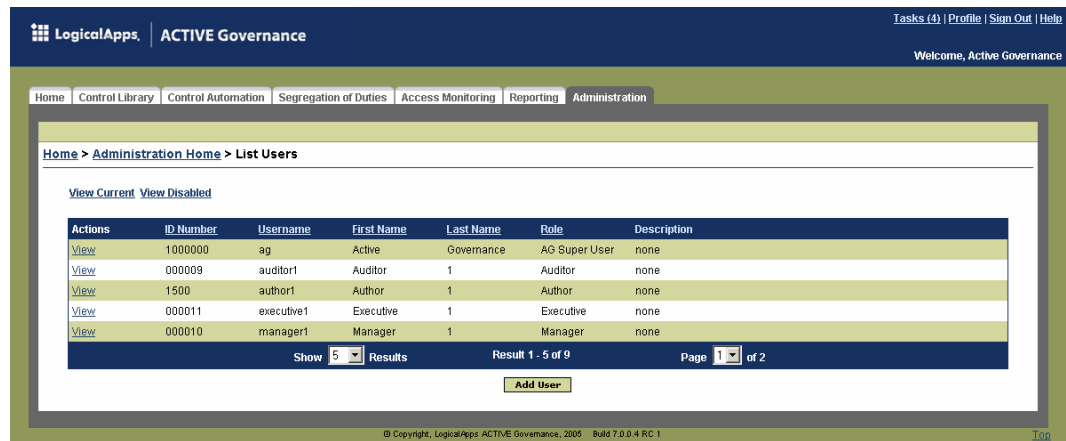 Tasks (4) | Profile | Sign Out | Help
LogicalApps. ACTIVE Governance
Welcome, Active Governance
Home Control Library Control Automation Segregation of Duties Access Monitoring Reporting Administration
Home > Administration Home > List Users
View Current View Disabled
Actions ID Number Username First Name Last Name Role Description
View 1000000 ag Active Governance AG Super User none
View 000009 auditor1 Auditor 1 Auditor none
View 1500 author1 Author 1 Author none
View 000011 executive1 Executive 1 Executive none
View 000010 manager1 Manager 1 Manager none
Show 5 Results Result 1 - 5 of 9 Page 1 of 2
Add User
© Copyright, LogicalApps ACTIVE Governance, 2005 Build 7.0.0.4 RC 1 Top